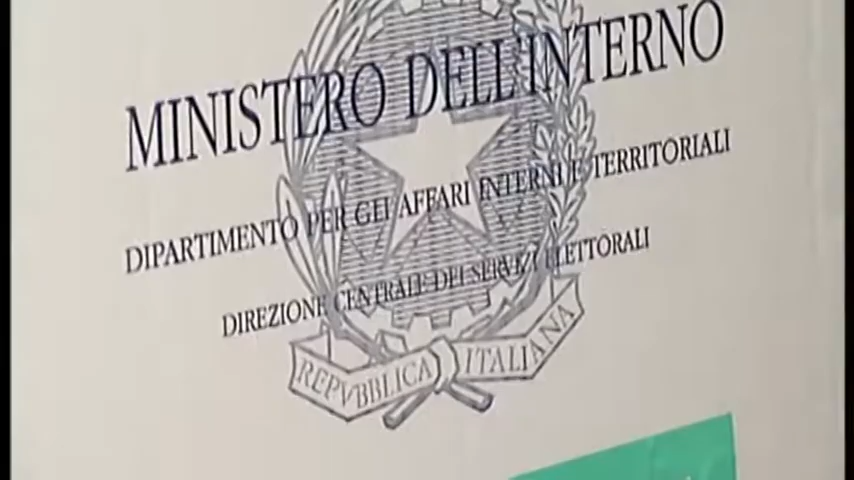 MINISTERO DELL'INTERNO
DIPARTIMENTO PER GLI AFFARI INTERNI E TERRITORIALI
DIREZIONE CENTRALE DEI SERVIZI ELETTORALI
REPVBBLICA ITALIANA